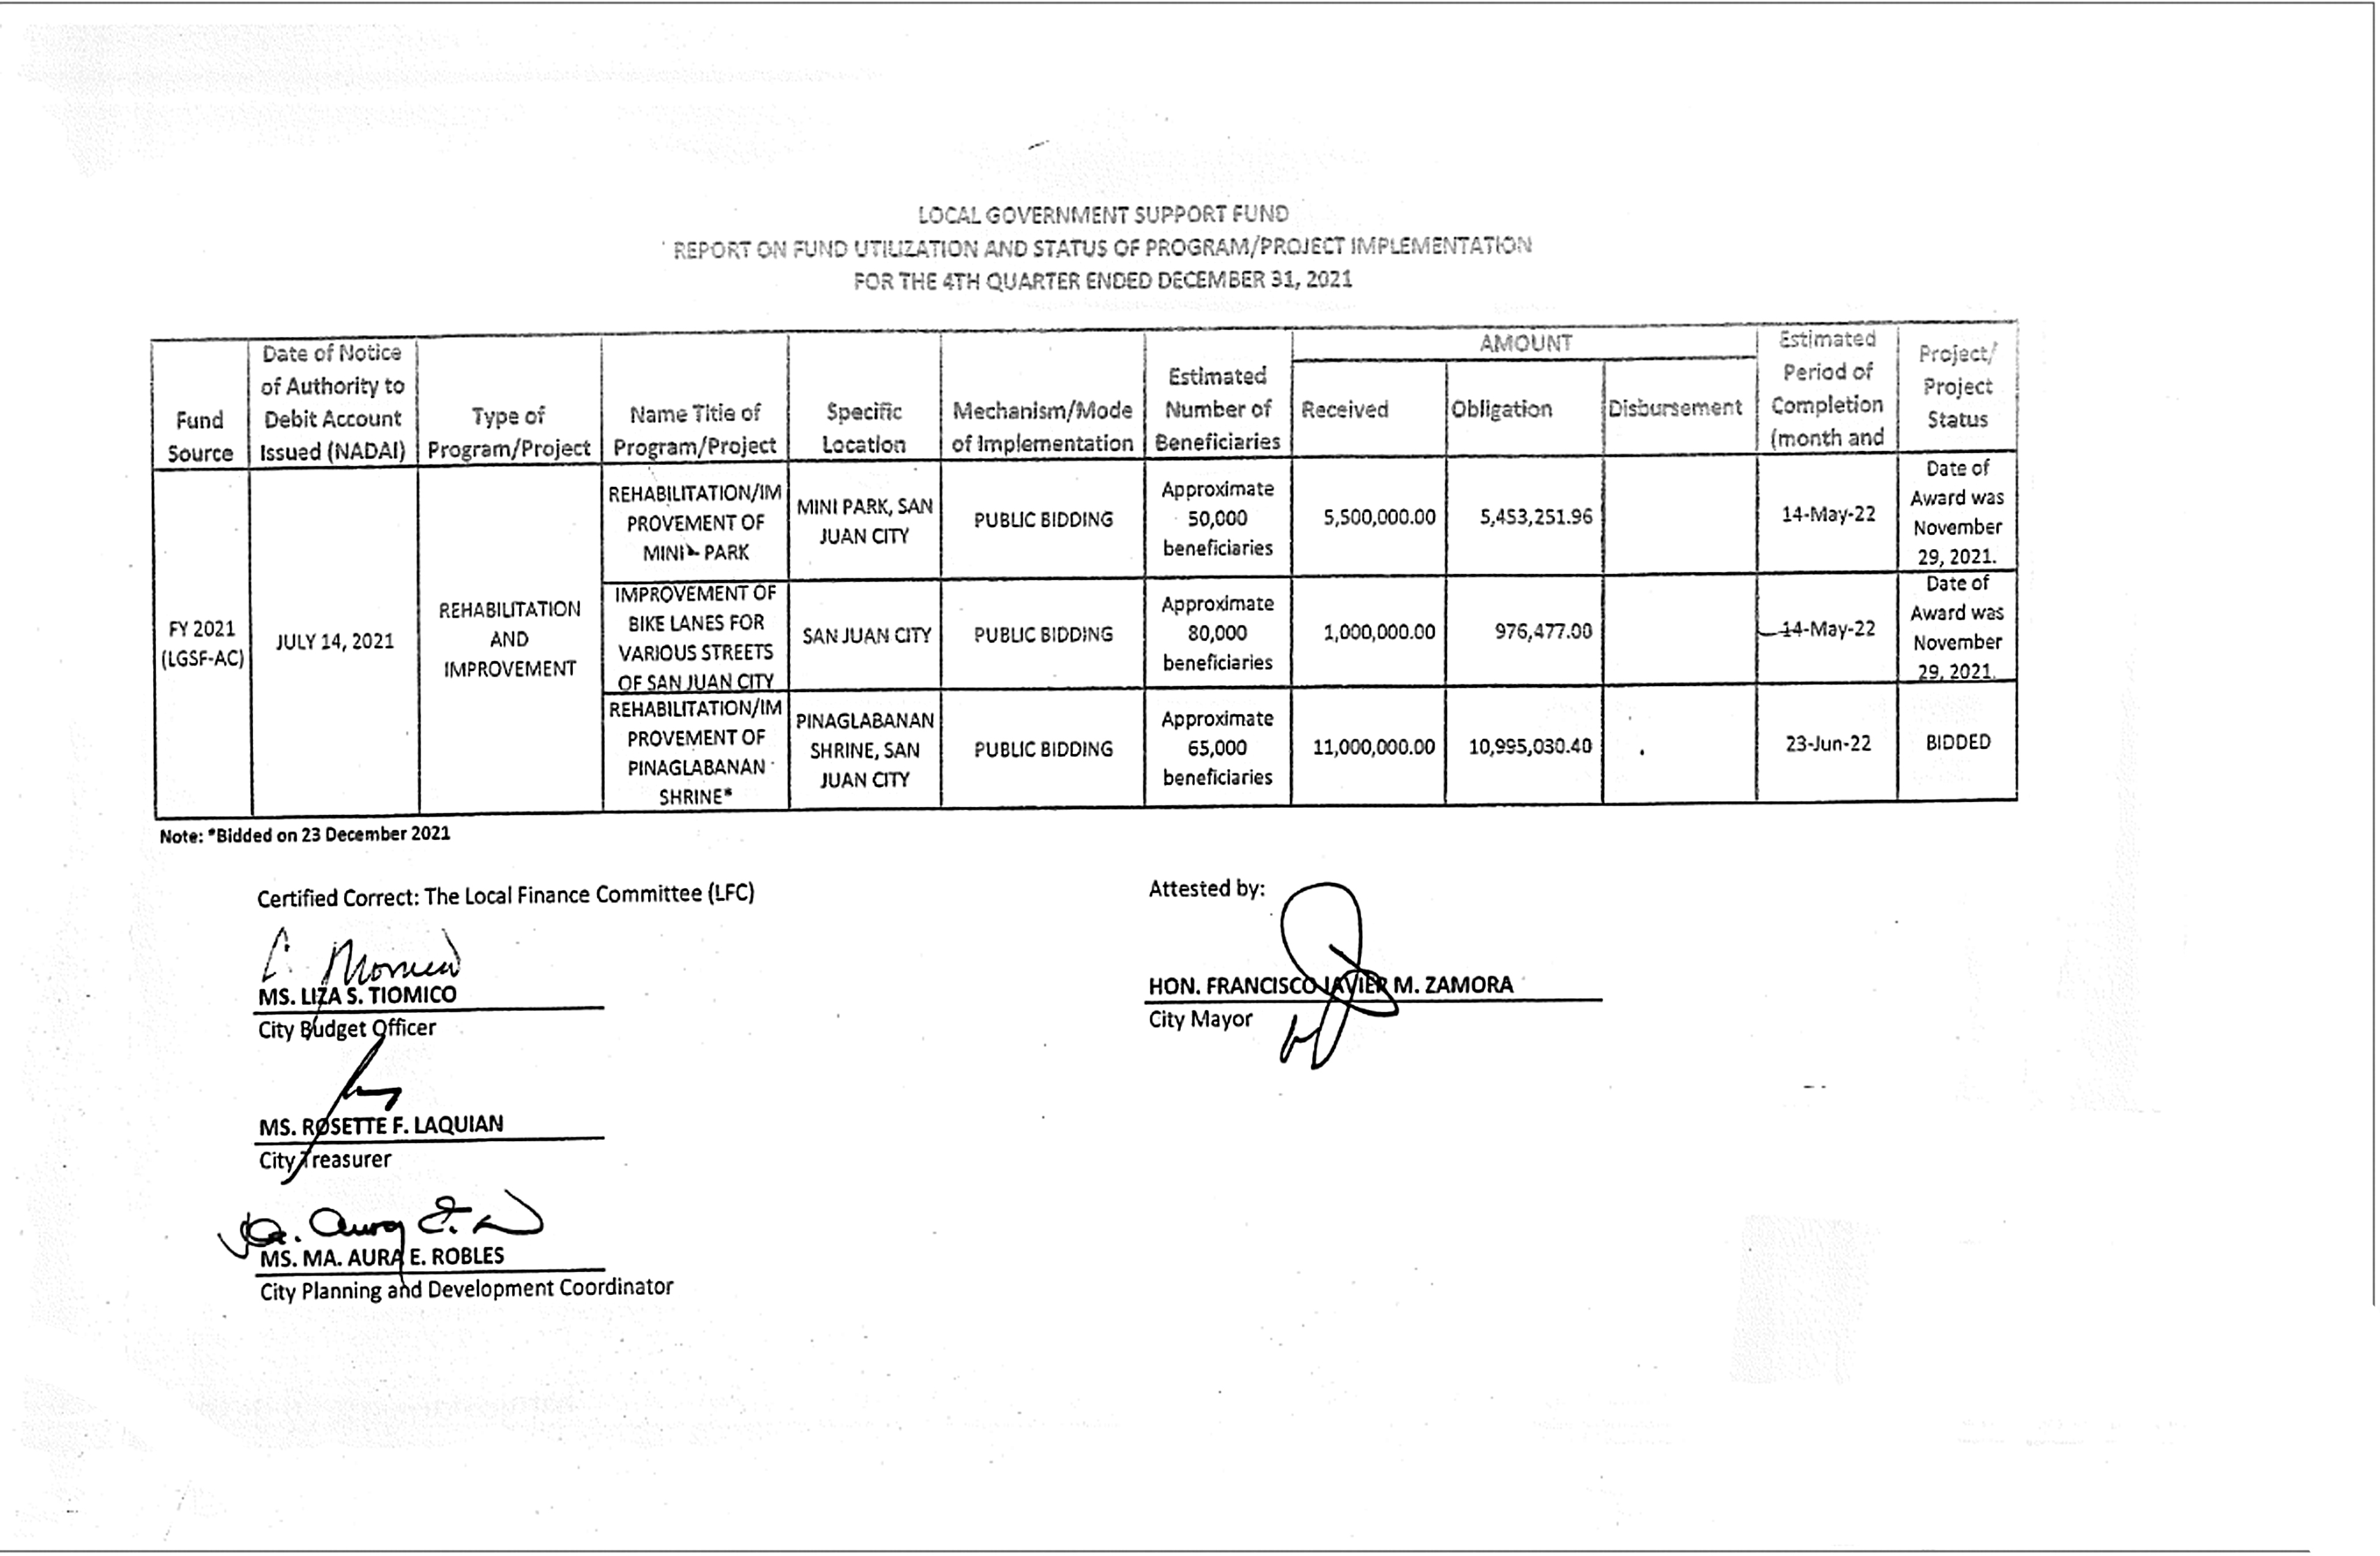 LOCAL GOVERNMENT SUPPORT FUND
REPORT ON FUND UTILIZATION AND STATUS OF PROGRAM/PROJECT IMPLEMENTATION
FOR THE 4TH QUARTER ENDED DECEMBER 31, 2021
Fund
Source
Date of Notice
of Authority to
Debit Account
Issued (NADAI)
Type of
Program/Project
Name Title of
Program/Project
Specific
Location
Mechanism/Mode
of Implementation
Estimated
Number of
Beneficiaries
AMOUNT
Received
Obligation
Disbursement
Estimated
Period of
Completion
(month and
Project/
Project
Status
FY 2021
(LGSF-AC)
JULY 14, 2021
REHABILITATION
AND
IMPROVEMENT
REHABILITATION/IM
PROVEMENT OF
MINI - PARK
MINI PARK, SAN
JUAN CITY
PUBLIC BIDDING
Approximate
50,000
beneficiaries
5,500,000.00
5,453,251.96
14-May-22
Date of
Award was
November
29, 2021.
IMPROVEMENT OF
BIKE LANES FOR
VARIOUS STREETS
OF SAN JUAN CITY
SAN JUAN CITY
PUBLIC BIDDING
Approximate
80,000
beneficiaries
1,000,000.00
976,477.00
14-May-22
Date of
Award was
November
29, 2021.
REHABILITATION/IM
PROVEMENT OF
PINAGLABANAN
SHRINE*
PINAGLABANAN
SHRINE, SAN
JUAN CITY
PUBLIC BIDDING
Approximate
65,000
beneficiaries
11,000,000.00
10,995,030.40
23-Jun-22
BIDDED
Note: *Bidded on 23 December 2021
Certified Correct: The Local Finance Committee (LFC)
MS. LIZA S. TIOMICO
City Budget Officer
MS. ROSETTE F. LAQUIAN
City Treasurer
MS. MA. AURA E. ROBLES
City Planning and Development Coordinator
Attested by:
HON. FRANCISCO JAVIER M. ZAMORA
City Mayor